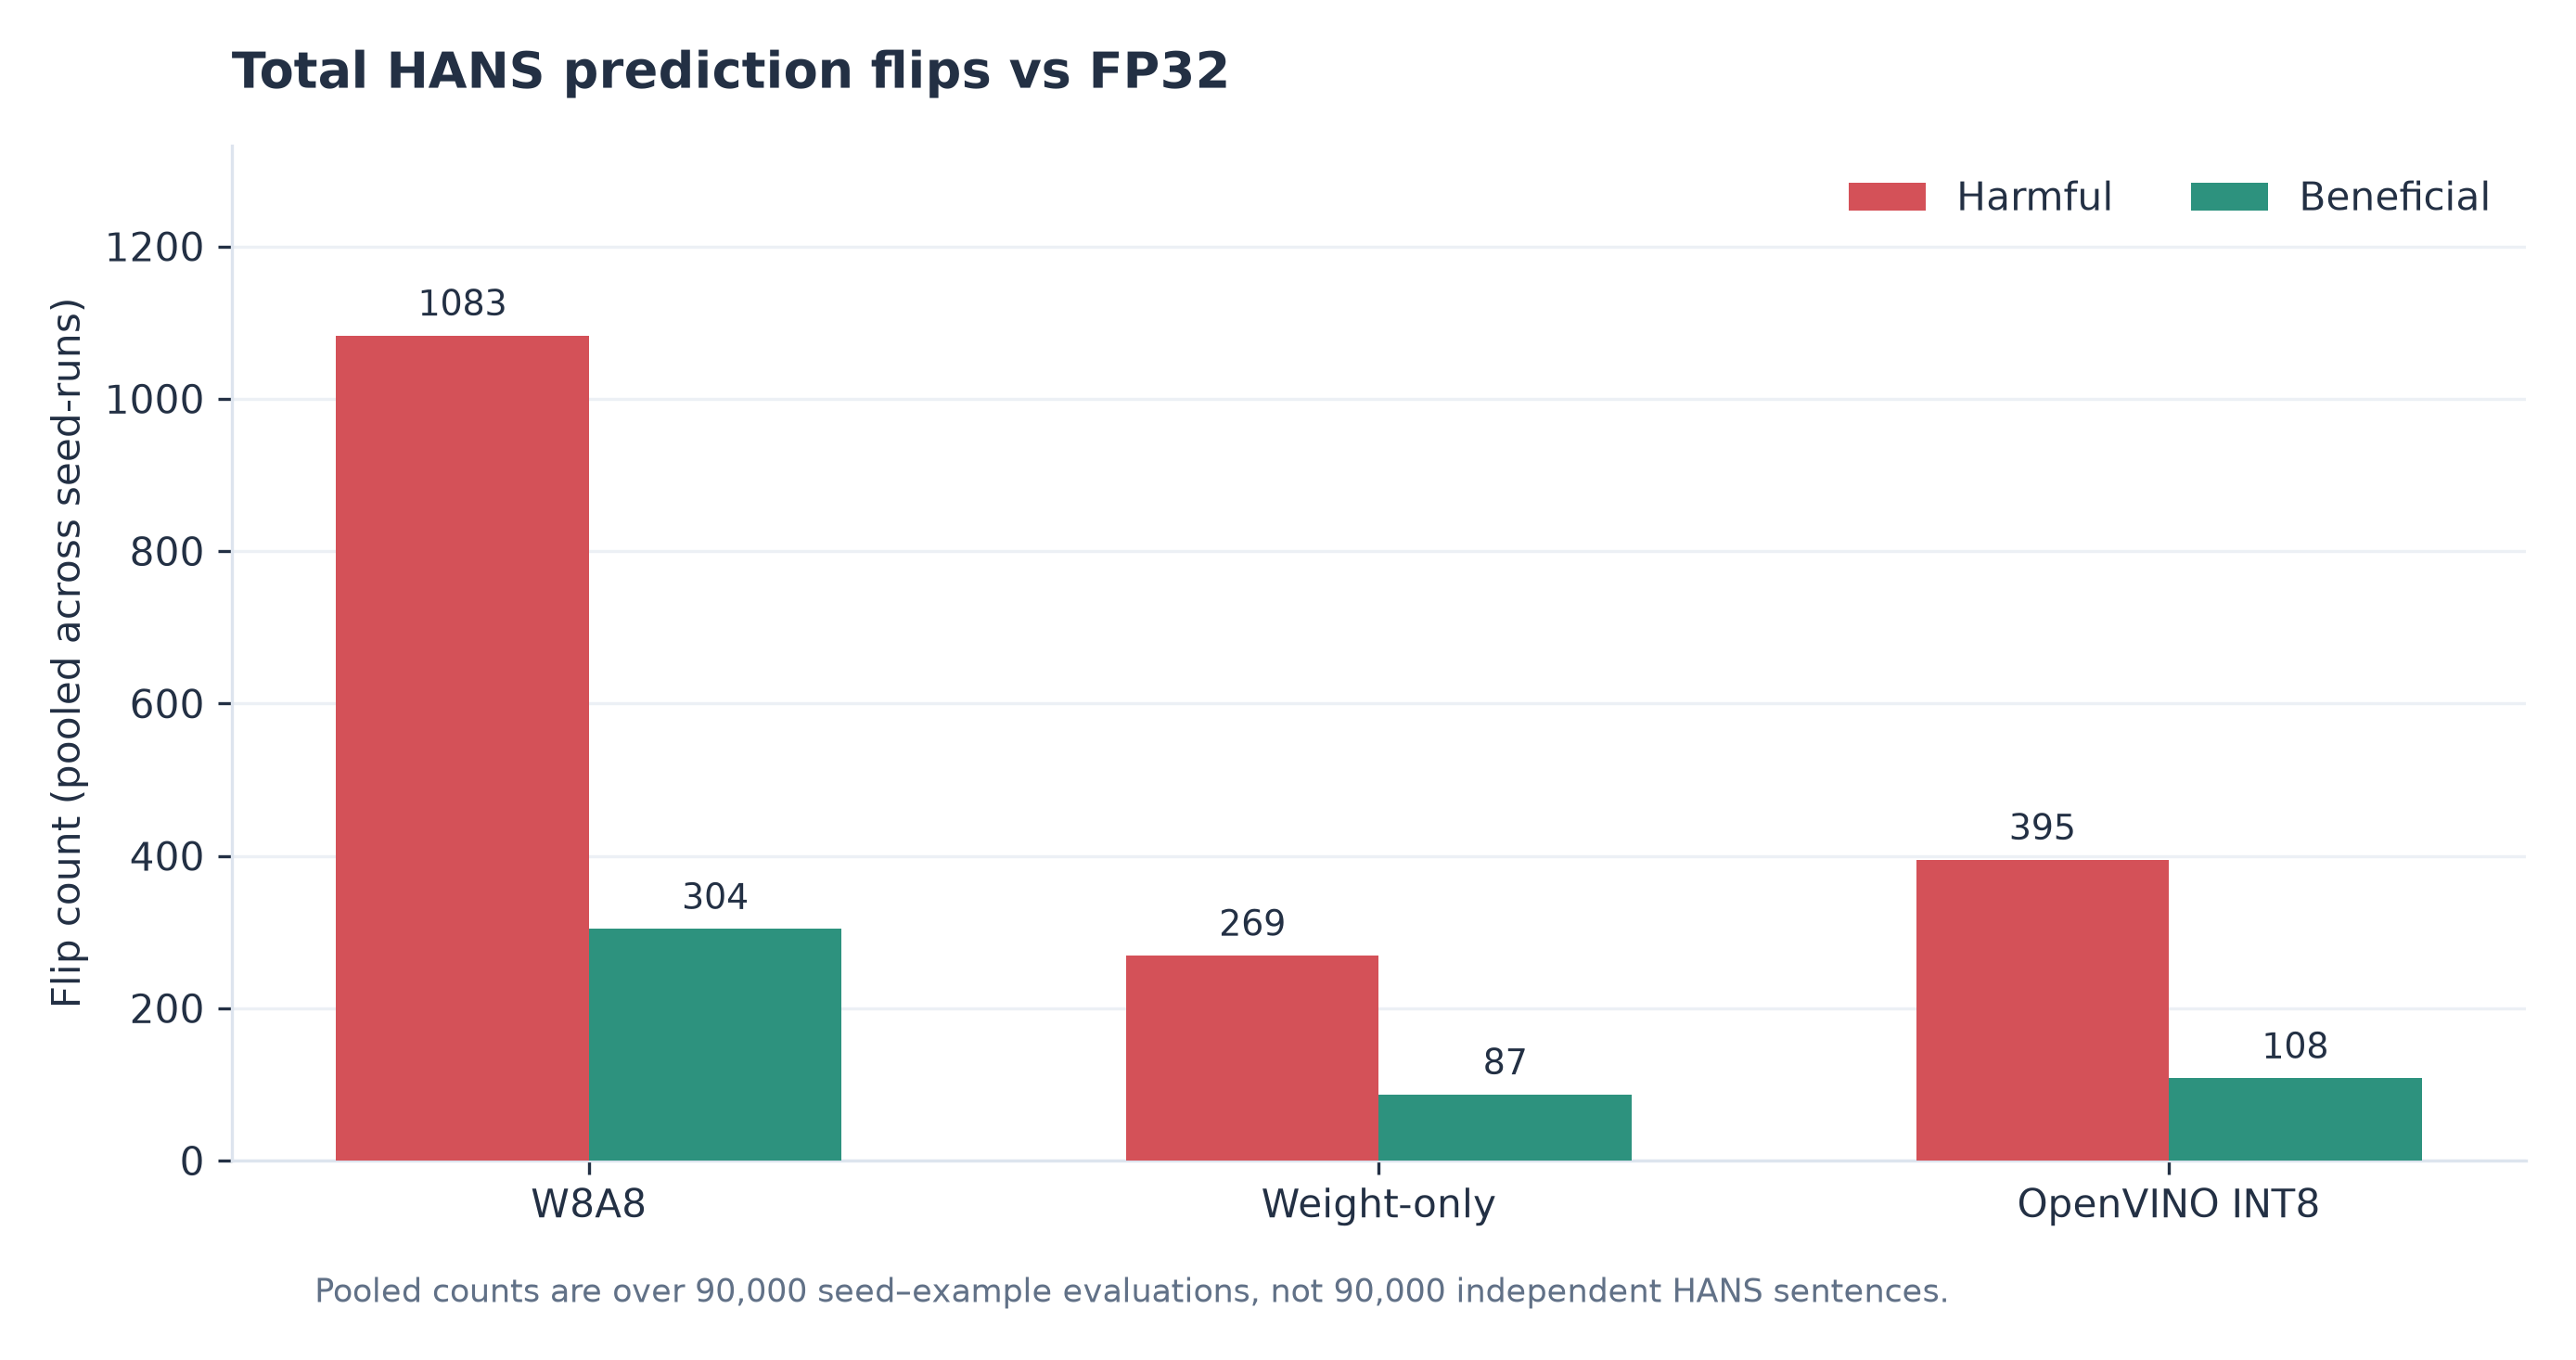 Total HANS prediction flips vs FP32
Harmful
Beneficial
Flip count (pooled across seed-runs)
1200
1000
800
600
400
200
0
1083
304
269
87
395
108
W8A8
Weight-only
OpenVINO INT8
Pooled counts are over 90,000 seed–example evaluations, not 90,000 independent HANS sentences.